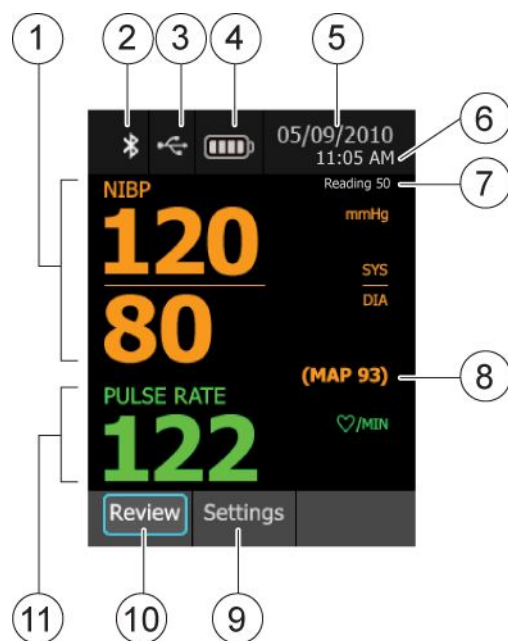 1 2 3 4 5
05/09/2010
6
11:05 AM
Reading 50
7
NIBP
mmHg
120
SYS
80
DIA
(MAP 93)
8
PULSE RATE
122
/MIN
Review Settings
11 10 9